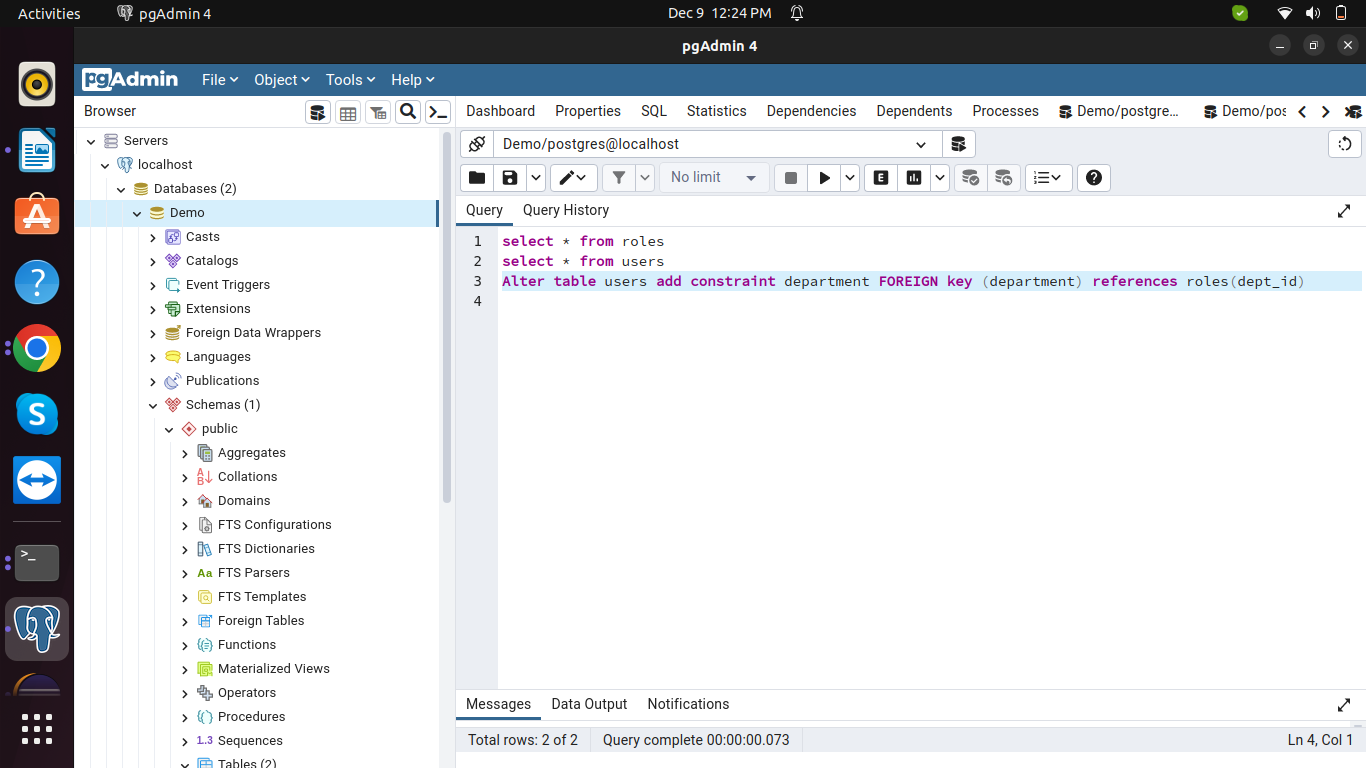 Activities
pgAdmin 4
Dec 9 12:24 PM
pgAdmin 4
pgAdmin
File
Object
Tools
Help
Browser
Dashboard
Properties
SQL
Statistics
Dependencies
Dependents
Processes
Demo/postgre...
Demo/pos
Servers
localhost
Databases (2)
Demo
Casts
Catalogs
Event Triggers
Extensions
Foreign Data Wrappers
Languages
Publications
Schemas (1)
public
Aggregates
Collations
Domains
FTS Configurations
FTS Dictionaries
Aa FTS Parsers
FTS Templates
Foreign Tables
Functions
Materialized Views
Operators
Procedures
1..3 Sequences
Tables (2)
Demo/postgres@localhost
No limit
E
Query
Query History
1 select * from roles
2 select * from users
3 Alter table users add constraint department FOREIGN key (department) references roles(dept_id)
4
Messages
Data Output
Notifications
Total rows: 2 of 2
Query complete 00:00:00.073
Ln 4, Col 1